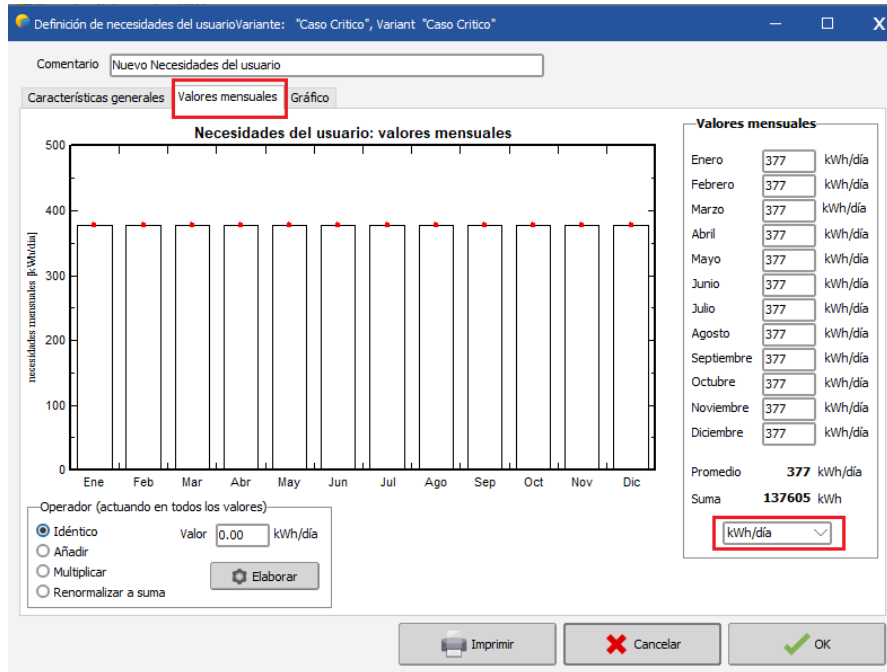 Definición de necesidades del usuarioVariante: "Caso Critico", Variant "Caso Critico"
Comentario Nuevo Necesidades del usuario
Características generales Valores mensuales Gráfico
Necesidades del usuario: valores mensuales
necesidades mensuales [kWh/día]
500
400
300
200
100
0
Ene Feb Mar Abr May Jun Jul Ago Sep Oct Nov Dic
Valores mensuales
Enero 377 kWh/día
Febrero 377 kWh/día
Marzo 377 kWh/día
Abril 377 kWh/día
Mayo 377 kWh/día
Junio 377 kWh/día
Julio 377 kWh/día
Agosto 377 kWh/día
Septiembre 377 kWh/día
Octubre 377 kWh/día
Noviembre 377 kWh/día
Diciembre 377 kWh/día
Promedio 377 kWh/día
Suma 137605 kWh
kWh/día
Operador (actuando en todos los valores)
Idéntico Valor 0.00 kWh/día
Añadir
Multiplicar Elaborar
Renormalizar a suma
Imprimir Cancelar OK